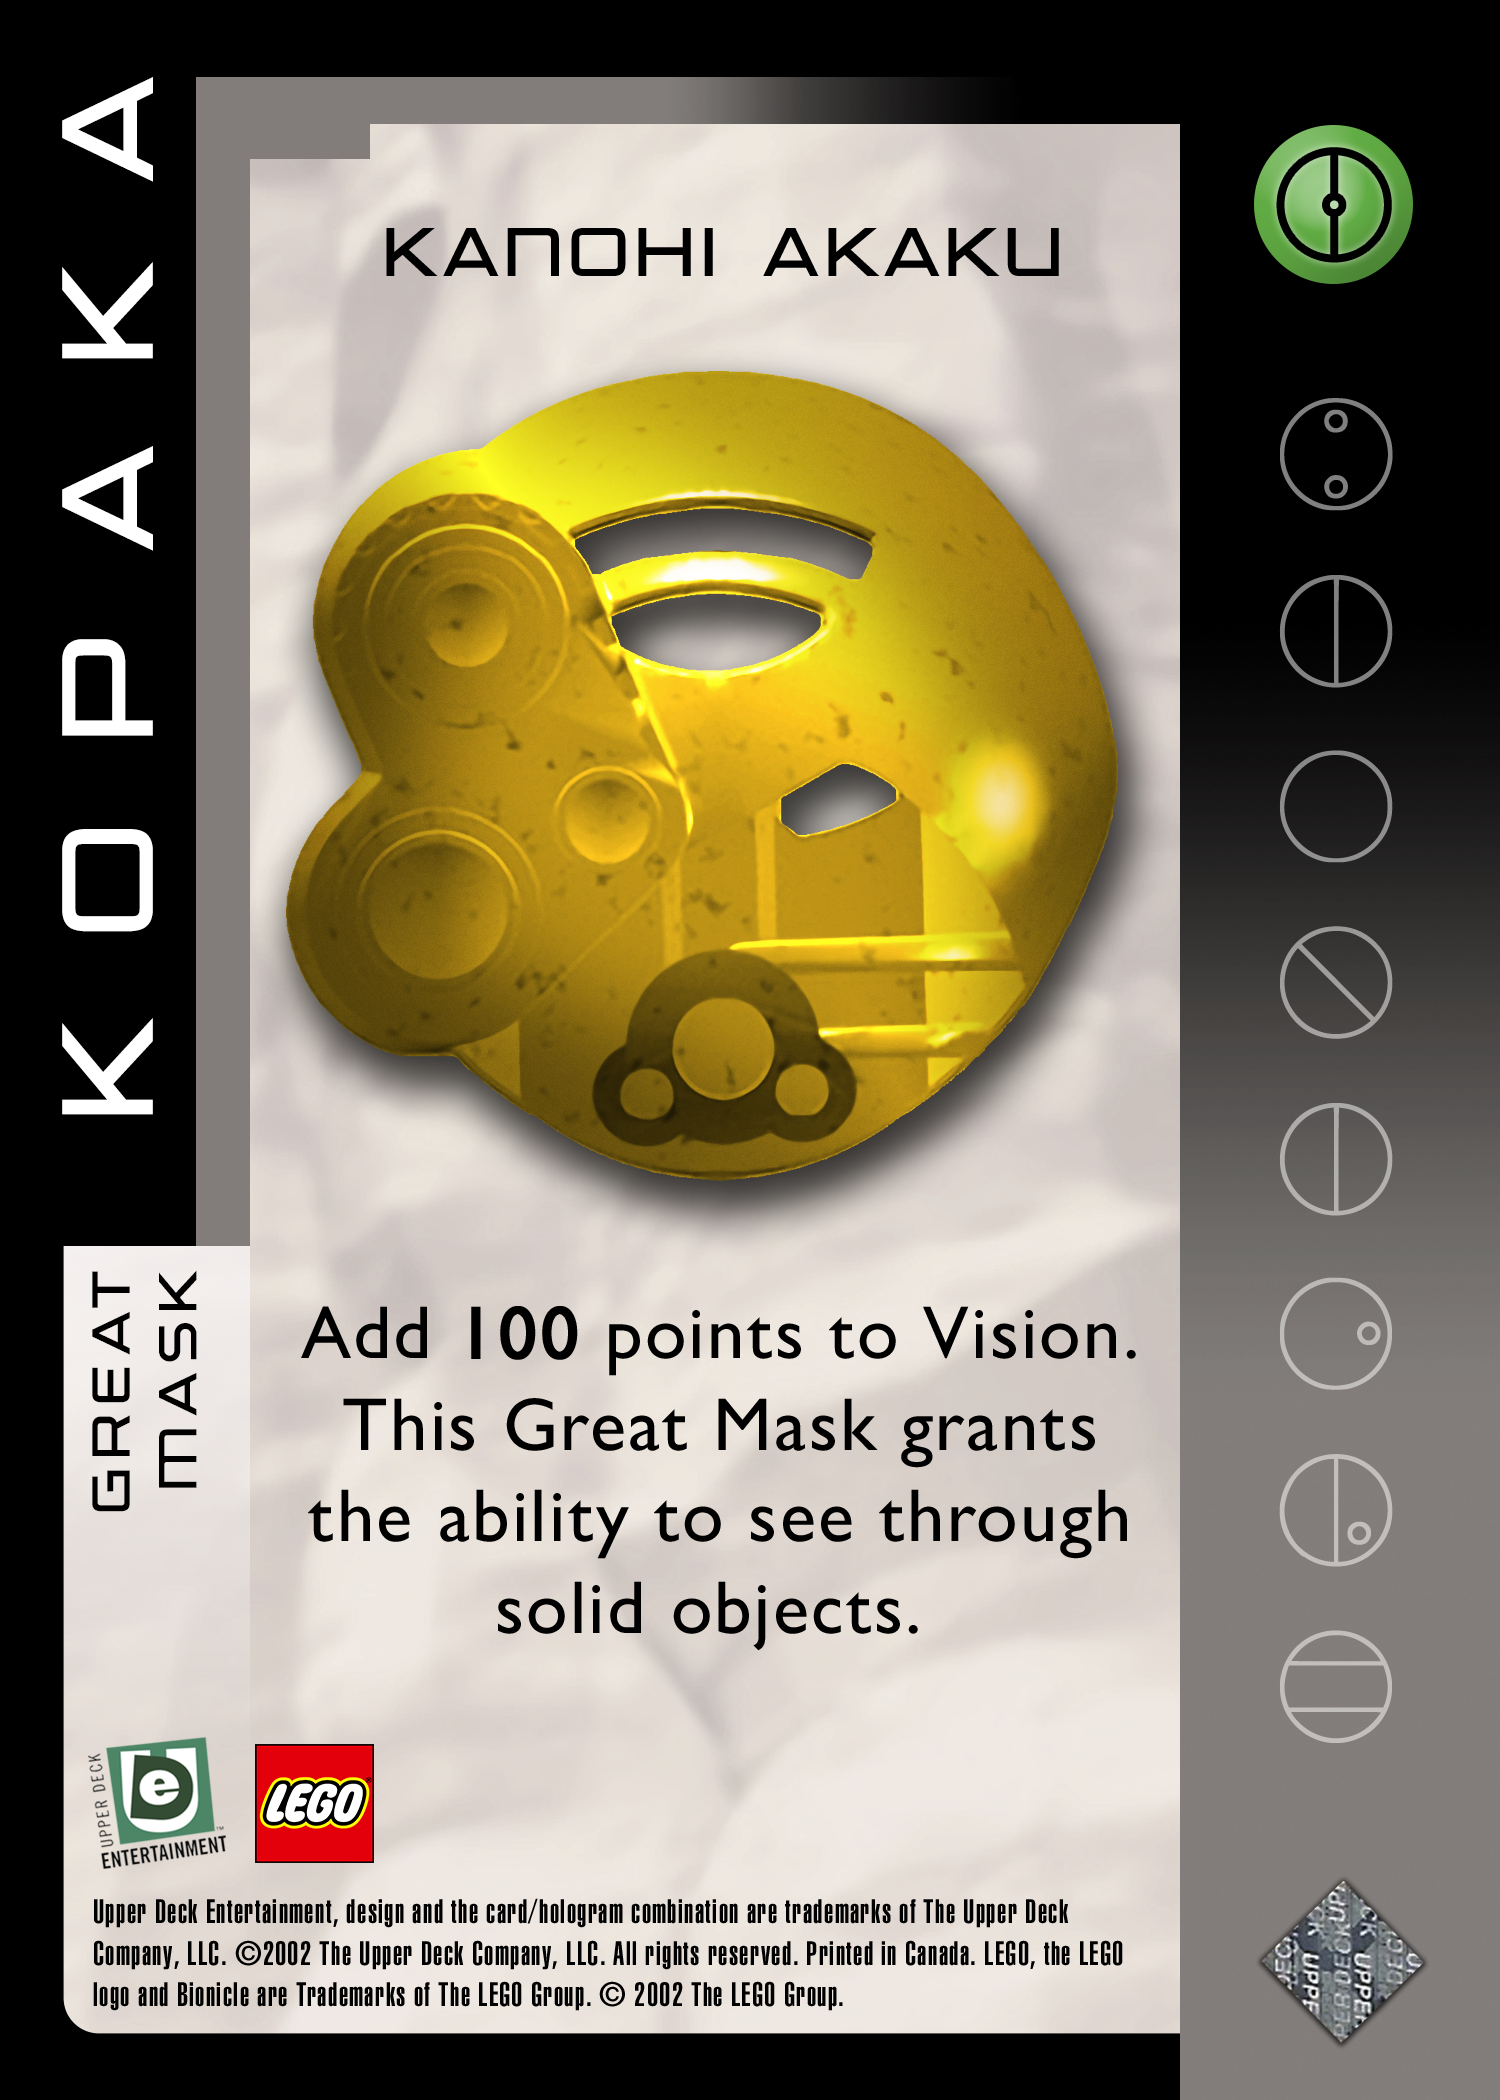 KOPAKA
KANOHI AKAKU
GREAT
MASK
Add 100 points to Vision.
This Great Mask grants
the ability to see through
solid objects.
UPPER DECK
UDe
™
ENTERTAINMENT
LEGO
Upper Deck Entertainment, design and the card/hologram combination are trademarks of The Upper Deck
Company, LLC. ©2002 The Upper Deck Company, LLC. All rights reserved. Printed in Canada. LEGO, the LEGO
logo and Bionicle are Trademarks of The LEGO Group. © 2002 The LEGO Group.